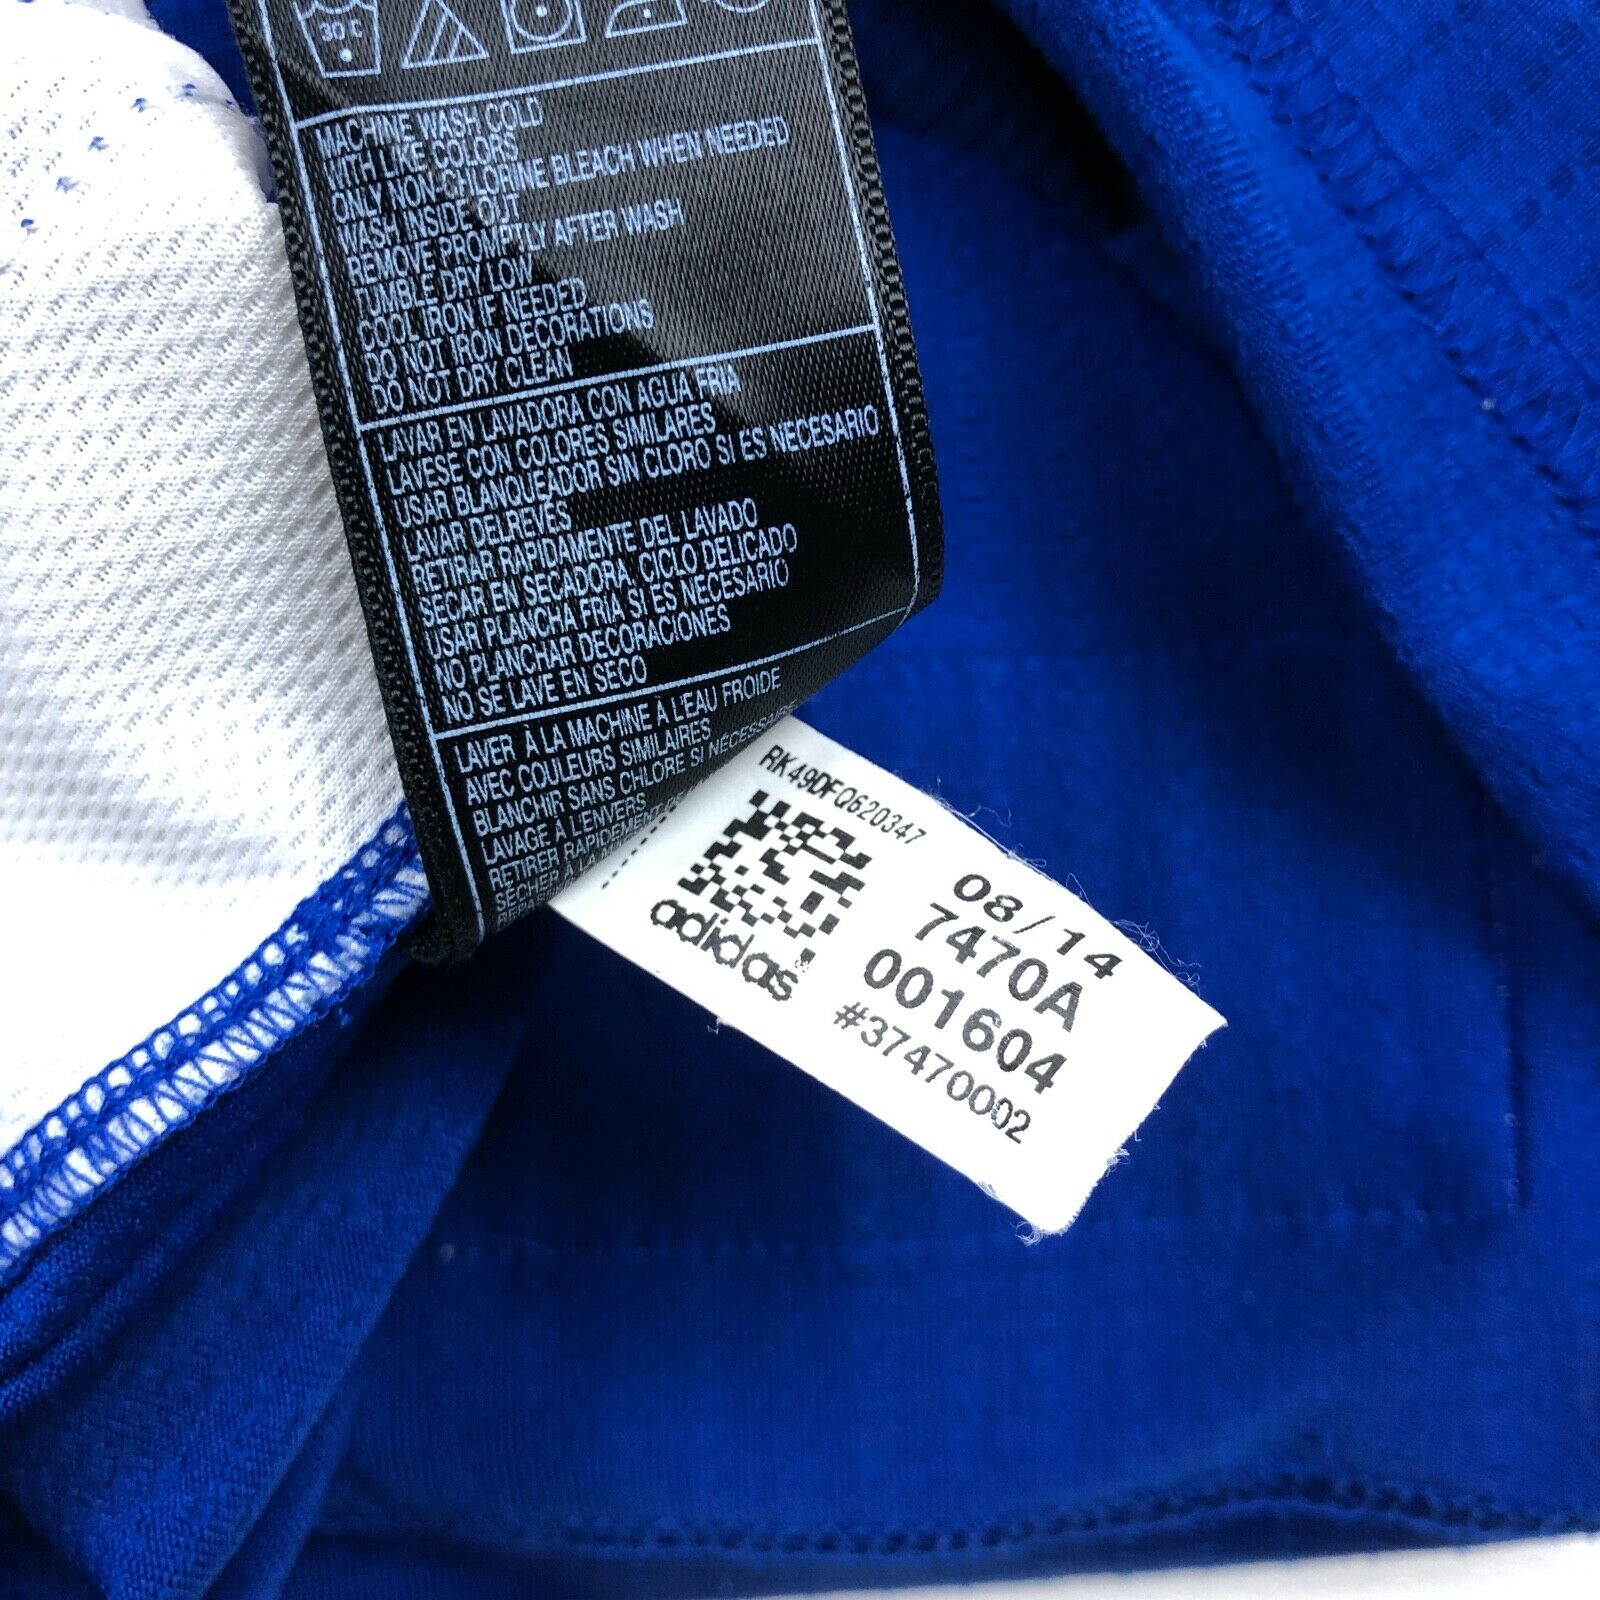 30°C
MACHINE WASH COLD
WITH LIKE COLORS
ONLY NON-CHLORINE BLEACH WHEN NEEDED
WASH INSIDE OUT
REMOVE PROMPTLY AFTER WASH
TUMBLE DRY LOW
COOL IRON IF NEEDED
DO NOT IRON DECORATIONS
DO NOT DRY CLEAN
LAVAR EN LAVADORA CON AGUA FRIA
LAVESE CON COLORES SIMILARES
USAR BLANQUEADOR SIN CLORO SI ES NECESARIO
LAVAR DELREVÉS
RETIRAR RAPIDAMENTE DEL LAVADO
SECAR EN SECADORA, CICLO DELICADO
USAR PLANCHA FRIA SI ES NECESARIO
NO PLANCHAR DECORACIONES
NO SE LAVE EN SECO
LAVER À LA MACHINE À L'EAU FROIDE
AVEC COULEURS SIMILAIRES
BLANCHIR SANS CHLORE SI NÉCESSAIRE
LAVAGE À L'ENVERS
RETIRER RAPIDEMENT
SÉCHER À LA
RK49DFQ620347
adidas
08/14
7470A
001604
#37470002